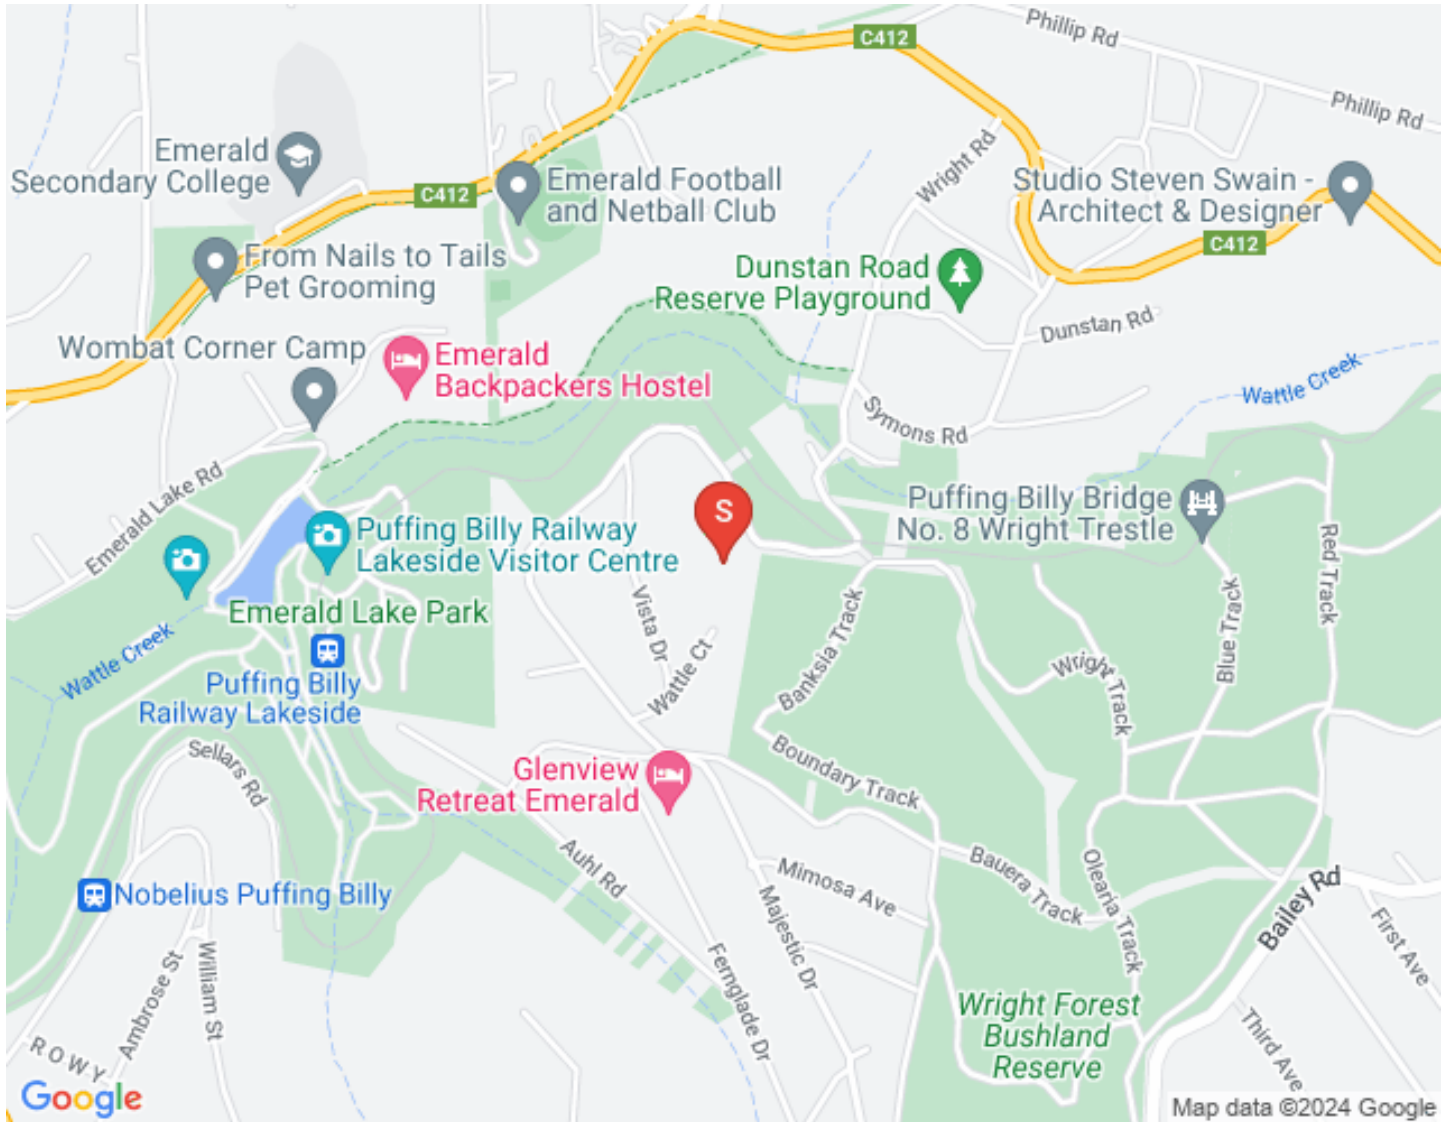 Phillip Rd
C412
Phillip Rd
Emerald
Secondary College
C412
Emerald Football
and Netball Club
Wright Rd
Studio Steven Swain -
Architect & Designer
C412
From Nails to Tails
Pet Grooming
Dunstan Road
Reserve Playground
Dunstan Rd
Wombat Corner Camp
Emerald
Backpackers Hostel
Wattle Creek
Symons Rd
Emerald Lake Rd
S
Puffing Billy Bridge
No. 8 Wright Trestle
Puffing Billy Railway
Lakeside Visitor Centre
Red Track
Emerald Lake Park
Vista Dr
Banksia Track
Blue Track
Wattle Creek
Wattle Ct
Wright Track
Puffing Billy
Railway Lakeside
Sellars Rd
Boundary Track
Glenview
Retreat Emerald
Auhl Rd
Mimosa Ave
Bauera Track
Olearia Track
Nobelius Puffing Billy
Majestic Dr
Bailey Rd
First Ave
Ambrose St
William St
Fernglade Dr
Wright Forest
Bushland
Reserve
Third Ave
ROWY
Google
Map data ©2024 Google